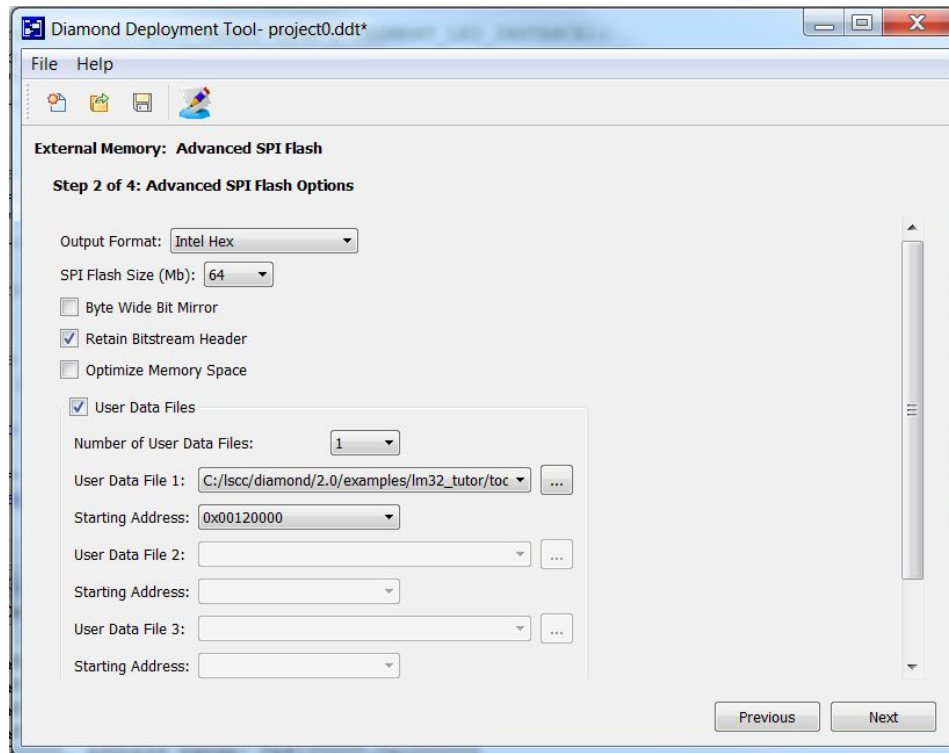 Diamond Deployment Tool- project0.ddt*
File Help
External Memory: Advanced SPI Flash
Step 2 of 4: Advanced SPI Flash Options
Output Format: Intel Hex
SPI Flash Size (Mb): 64
Byte Wide Bit Mirror
Retain Bitstream Header
Optimize Memory Space
User Data Files
Number of User Data Files: 1
User Data File 1: C:/lscc/diamond/2.0/examples/lm32_tutor/toc ...
Starting Address: 0x00120000
User Data File 2: ...
Starting Address:
User Data File 3: ...
Starting Address:
Previous Next